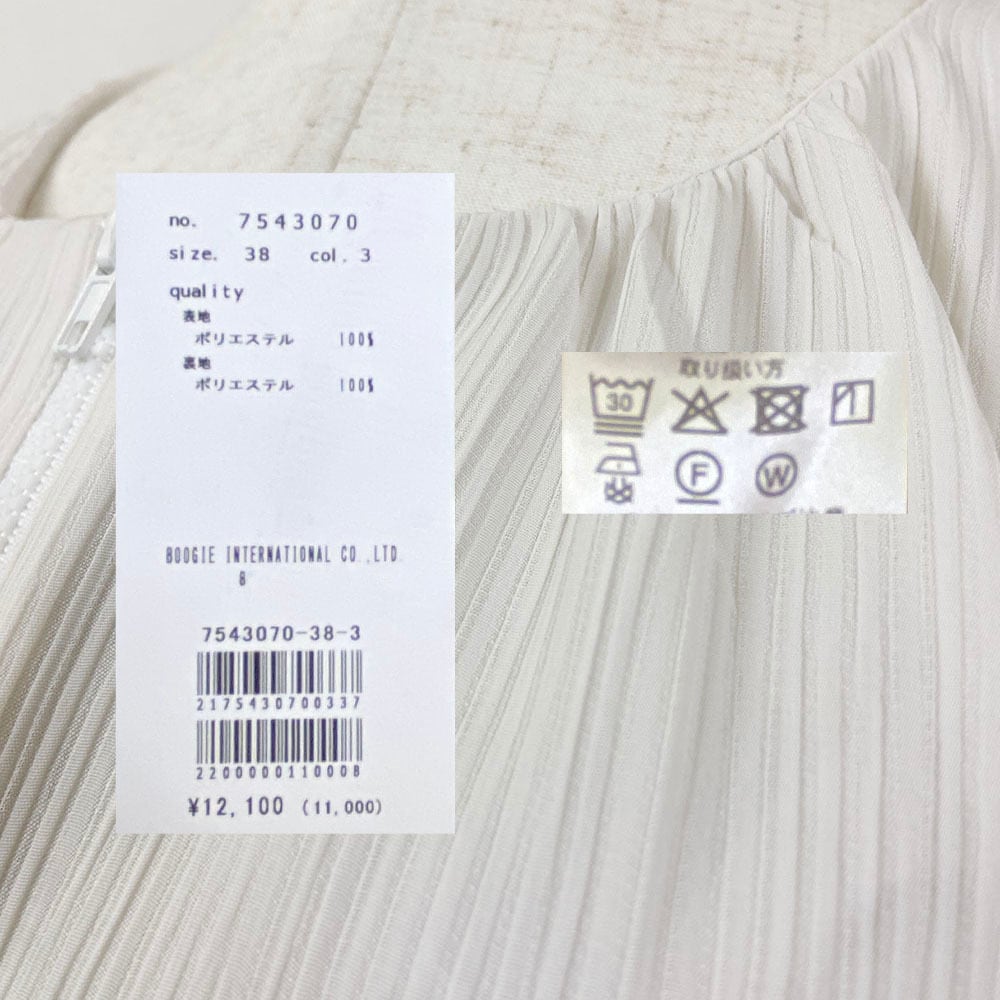 no. 7543070
size. 38 col. 3
quality
表地
ポリエステル 100%
裏地
ポリエステル 100%
BOOGIE INTERNATIONAL CO.,LTD.
8
7543070-38-3
2175430700337
2200000110008
¥12,100 (11,000)
取り扱い方
30
F
W